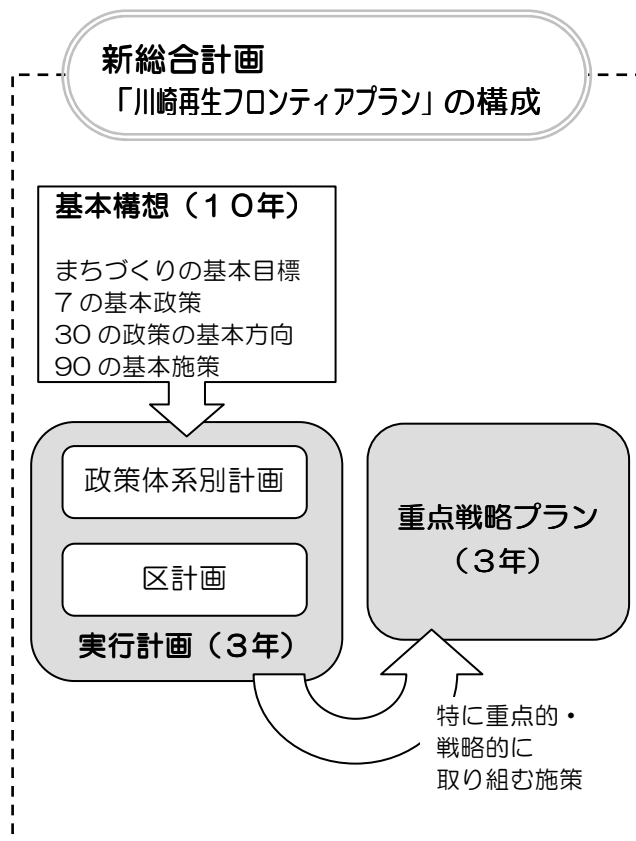 新総合計画
「川崎再生フロンティアプラン」の構成
基本構想（１０年）
まちづくりの基本目標
7 の基本政策
30 の政策の基本方向
90 の基本施策
政策体系別計画
区計画
実行計画（３年）
重点戦略プラン
（３年）
特に重点的・
戦略的に
取り組む施策